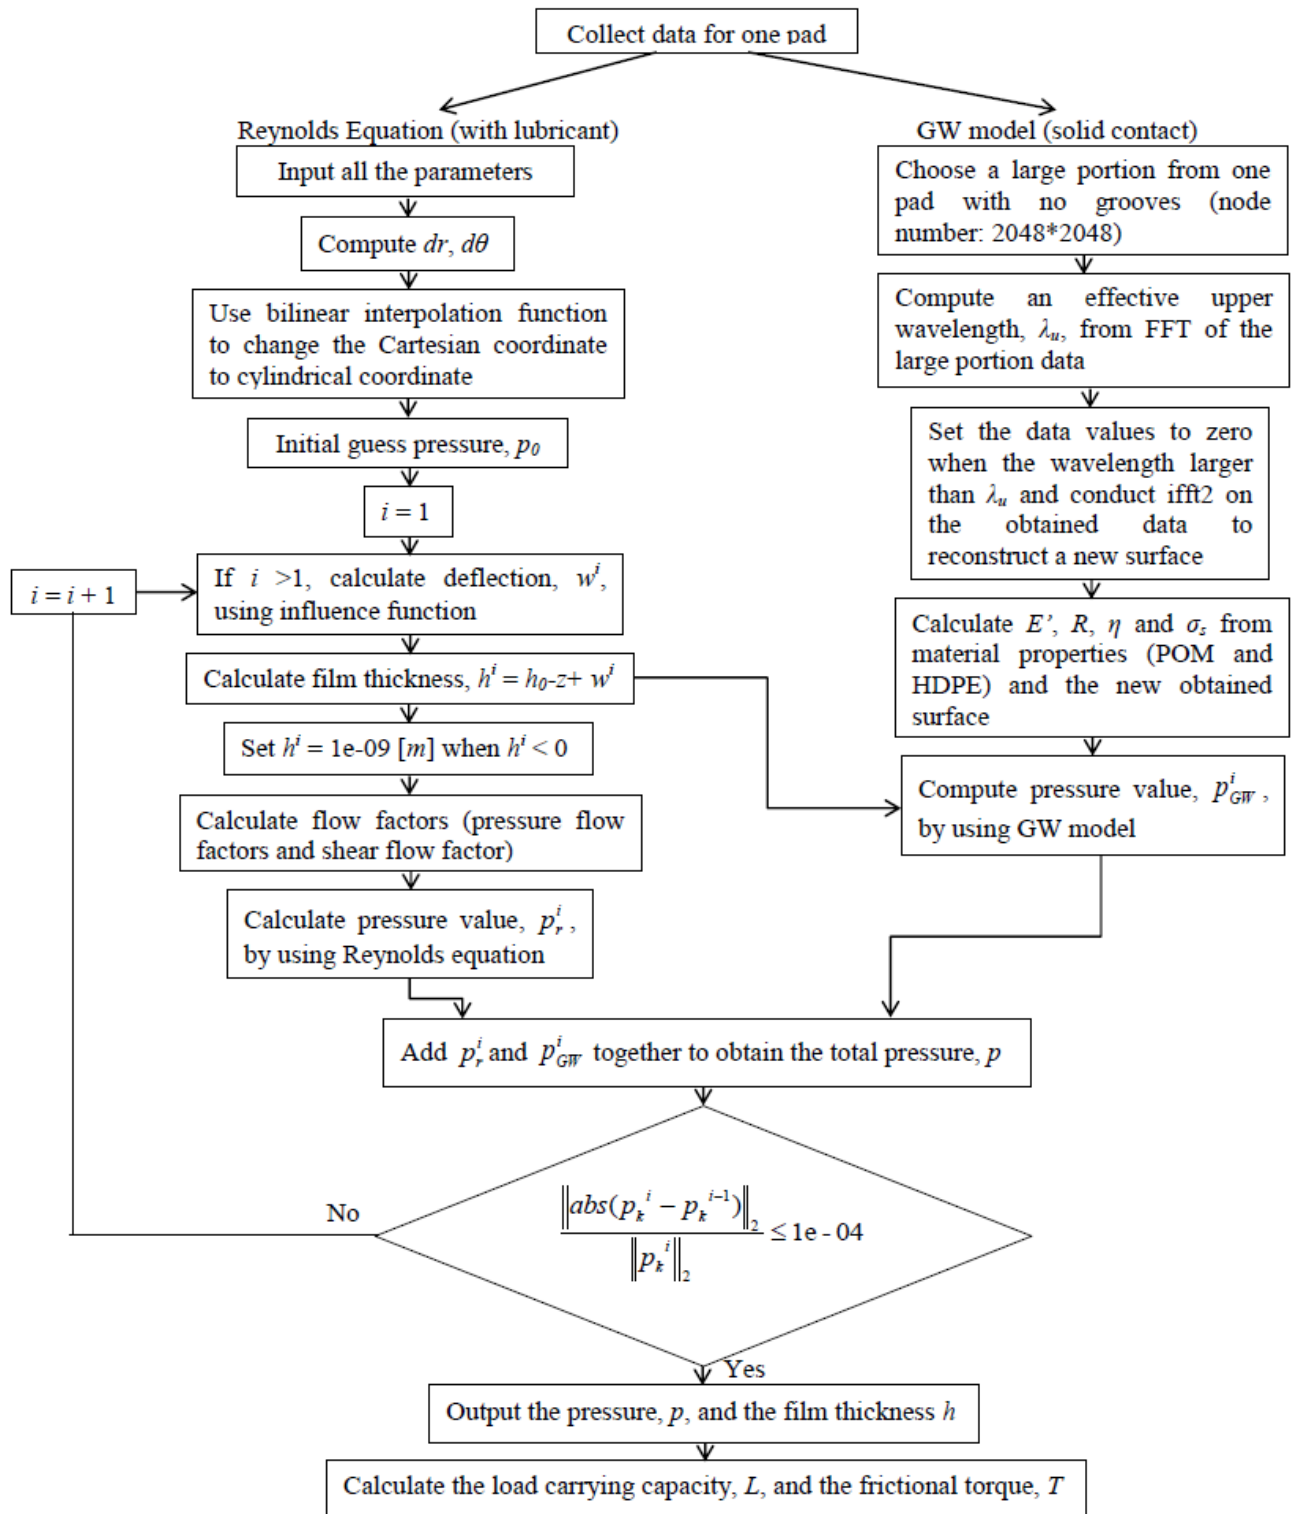 Collect data for one pad
Reynolds Equation (with lubricant)
Input all the parameters
Compute dr, dθ
Use bilinear interpolation function
to change the Cartesian coordinate
to cylindrical coordinate
Initial guess pressure, p₀
i = 1
i = i + 1
If i >1, calculate deflection, wⁱ,
using influence function
Calculate film thickness, hⁱ = h₀-z+ wⁱ
Set hⁱ = 1e-09 [m] when hⁱ < 0
Calculate flow factors (pressure flow
factors and shear flow factor)
Calculate pressure value, p_r^i,
by using Reynolds equation
GW model (solid contact)
Choose a large portion from one
pad with no grooves (node
number: 2048*2048)
Compute an effective upper
wavelength, λᵤ, from FFT of the
large portion data
Set the data values to zero
when the wavelength larger
than λᵤ and conduct ifft2 on
the obtained data to
reconstruct a new surface
Calculate E’, R, η and σₛ from
material properties (POM and
HDPE) and the new obtained
surface
Compute pressure value, p_GW^i,
by using GW model
Add p_r^i and p_GW^i together to obtain the total pressure, p
No
‖abs(p_k^i − p_k^{i−1})‖₂
≤ 1e - 04
‖p_k^i‖₂
Yes
Output the pressure, p, and the film thickness h
Calculate the load carrying capacity, L, and the frictional torque, T